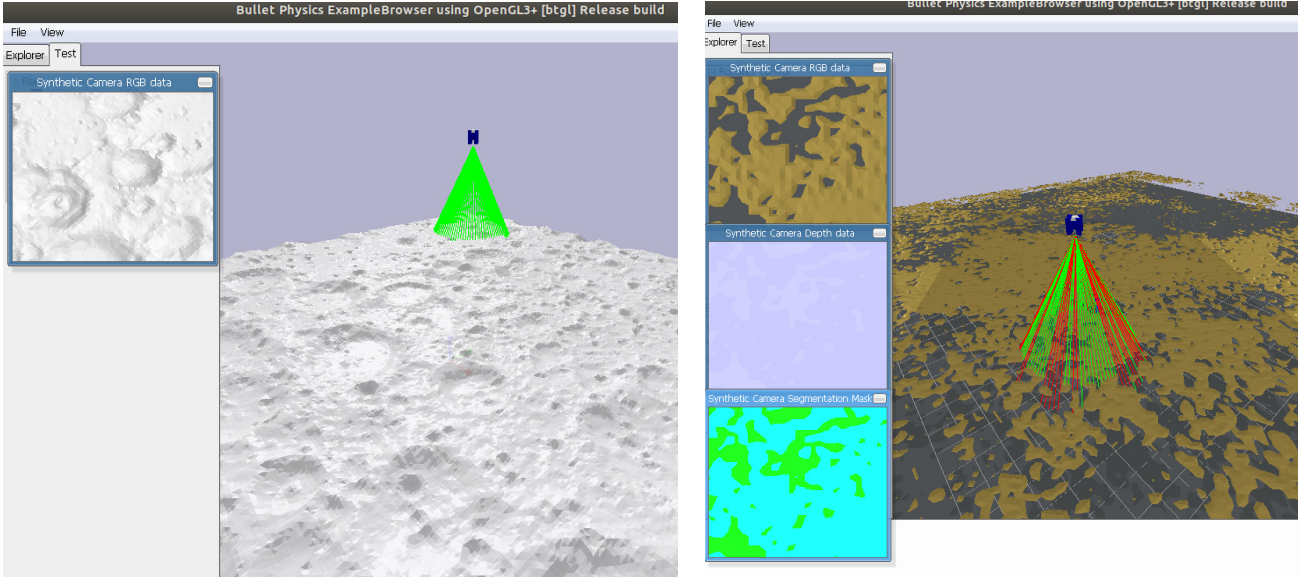 Bullet Physics ExampleBrowser using OpenGL3+ [btgl] Release build
File View
Explorer Test
Synthetic Camera RGB data
Bullet Physics ExampleBrowser using OpenGL3+ [btgl] Release build
File View
Explorer Test
Synthetic Camera RGB data
Synthetic Camera Depth data
Synthetic Camera Segmentation Mask